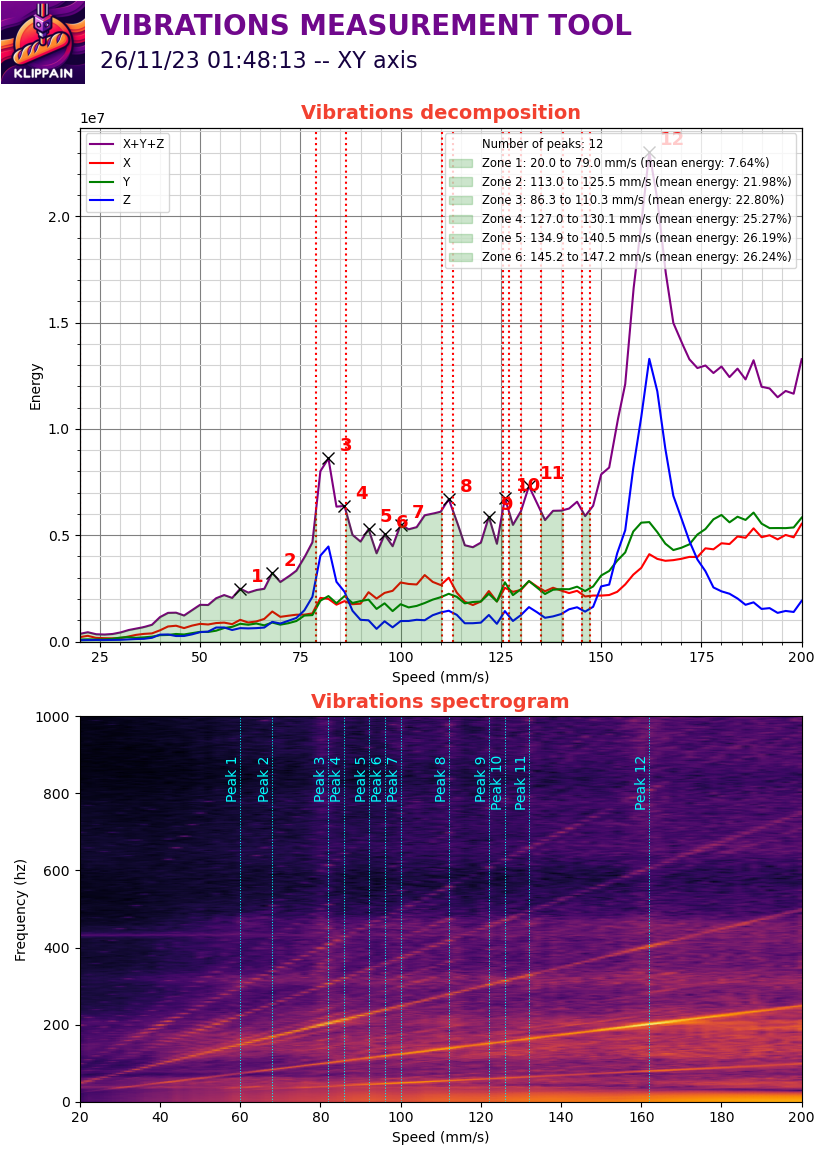 VIBRATIONS MEASUREMENT TOOL
26/11/23 01:48:13 -- XY axis
KLIPPAIN
Vibrations decomposition
1e7
12
X+Y+Z
X
Y
Z
Number of peaks: 12
Zone 1: 20.0 to 79.0 mm/s (mean energy: 7.64%)
Zone 2: 113.0 to 125.5 mm/s (mean energy: 21.98%)
Zone 3: 86.3 to 110.3 mm/s (mean energy: 22.80%)
Zone 4: 127.0 to 130.1 mm/s (mean energy: 25.27%)
Zone 5: 134.9 to 140.5 mm/s (mean energy: 26.19%)
Zone 6: 145.2 to 147.2 mm/s (mean energy: 26.24%)
2.0
1.5
1.0
0.5
0.0
Energy
1 2 3 4 5 6 7 8 9 10 11
25 50 75 100 125 150 175 200
Speed (mm/s)
Vibrations spectrogram
1000
800
600
400
200
0
Frequency (hz)
Peak 1
Peak 2
Peak 3
Peak 4
Peak 5
Peak 6
Peak 7
Peak 8
Peak 9
Peak 10
Peak 11
Peak 12
20 40 60 80 100 120 140 160 180 200
Speed (mm/s)